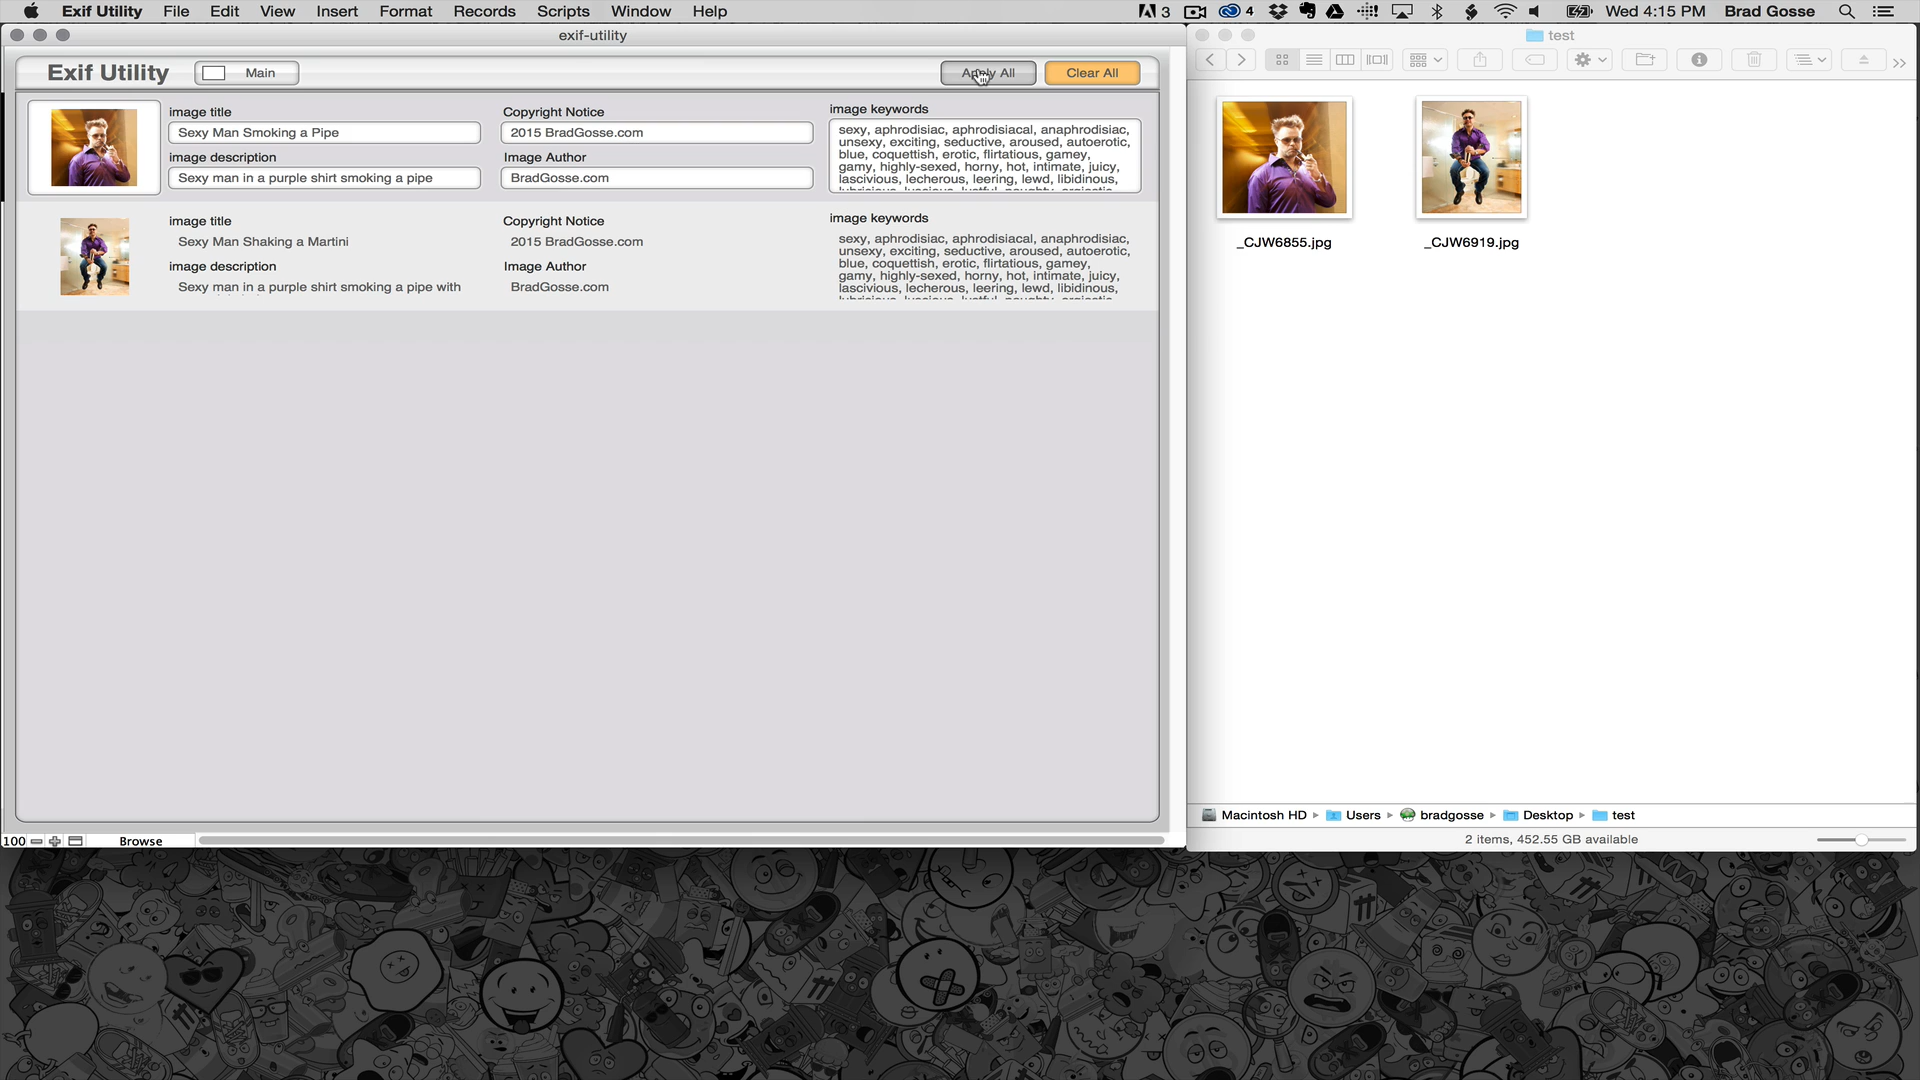 Exif Utility File Edit View Insert Format Records Scripts Window Help 3 4 Wed 4:15 PM Brad Gosse
exif-utility
Exif Utility Main Apply All Clear All
image title
Sexy Man Smoking a Pipe
image description
Sexy man in a purple shirt smoking a pipe
Copyright Notice
2015 BradGosse.com
Image Author
BradGosse.com
image keywords
sexy, aphrodisiac, aphrodisiacal, anaphrodisiac,
unsexy, exciting, seductive, aroused, autoerotic,
blue, coquettish, erotic, flirtatious, gamey,
gamy, highly-sexed, horny, hot, intimate, juicy,
lascivious, lecherous, leering, lewd, libidinous,
image title
Sexy Man Shaking a Martini
image description
Sexy man in a purple shirt smoking a pipe with
Copyright Notice
2015 BradGosse.com
Image Author
BradGosse.com
image keywords
sexy, aphrodisiac, aphrodisiacal, anaphrodisiac,
unsexy, exciting, seductive, aroused, autoerotic,
blue, coquettish, erotic, flirtatious, gamey,
gamy, highly-sexed, horny, hot, intimate, juicy,
lascivious, lecherous, leering, lewd, libidinous,
100 Browse
test
_CJW6855.jpg
_CJW6919.jpg
Macintosh HD Users bradgosse Desktop test
2 items, 452.55 GB available